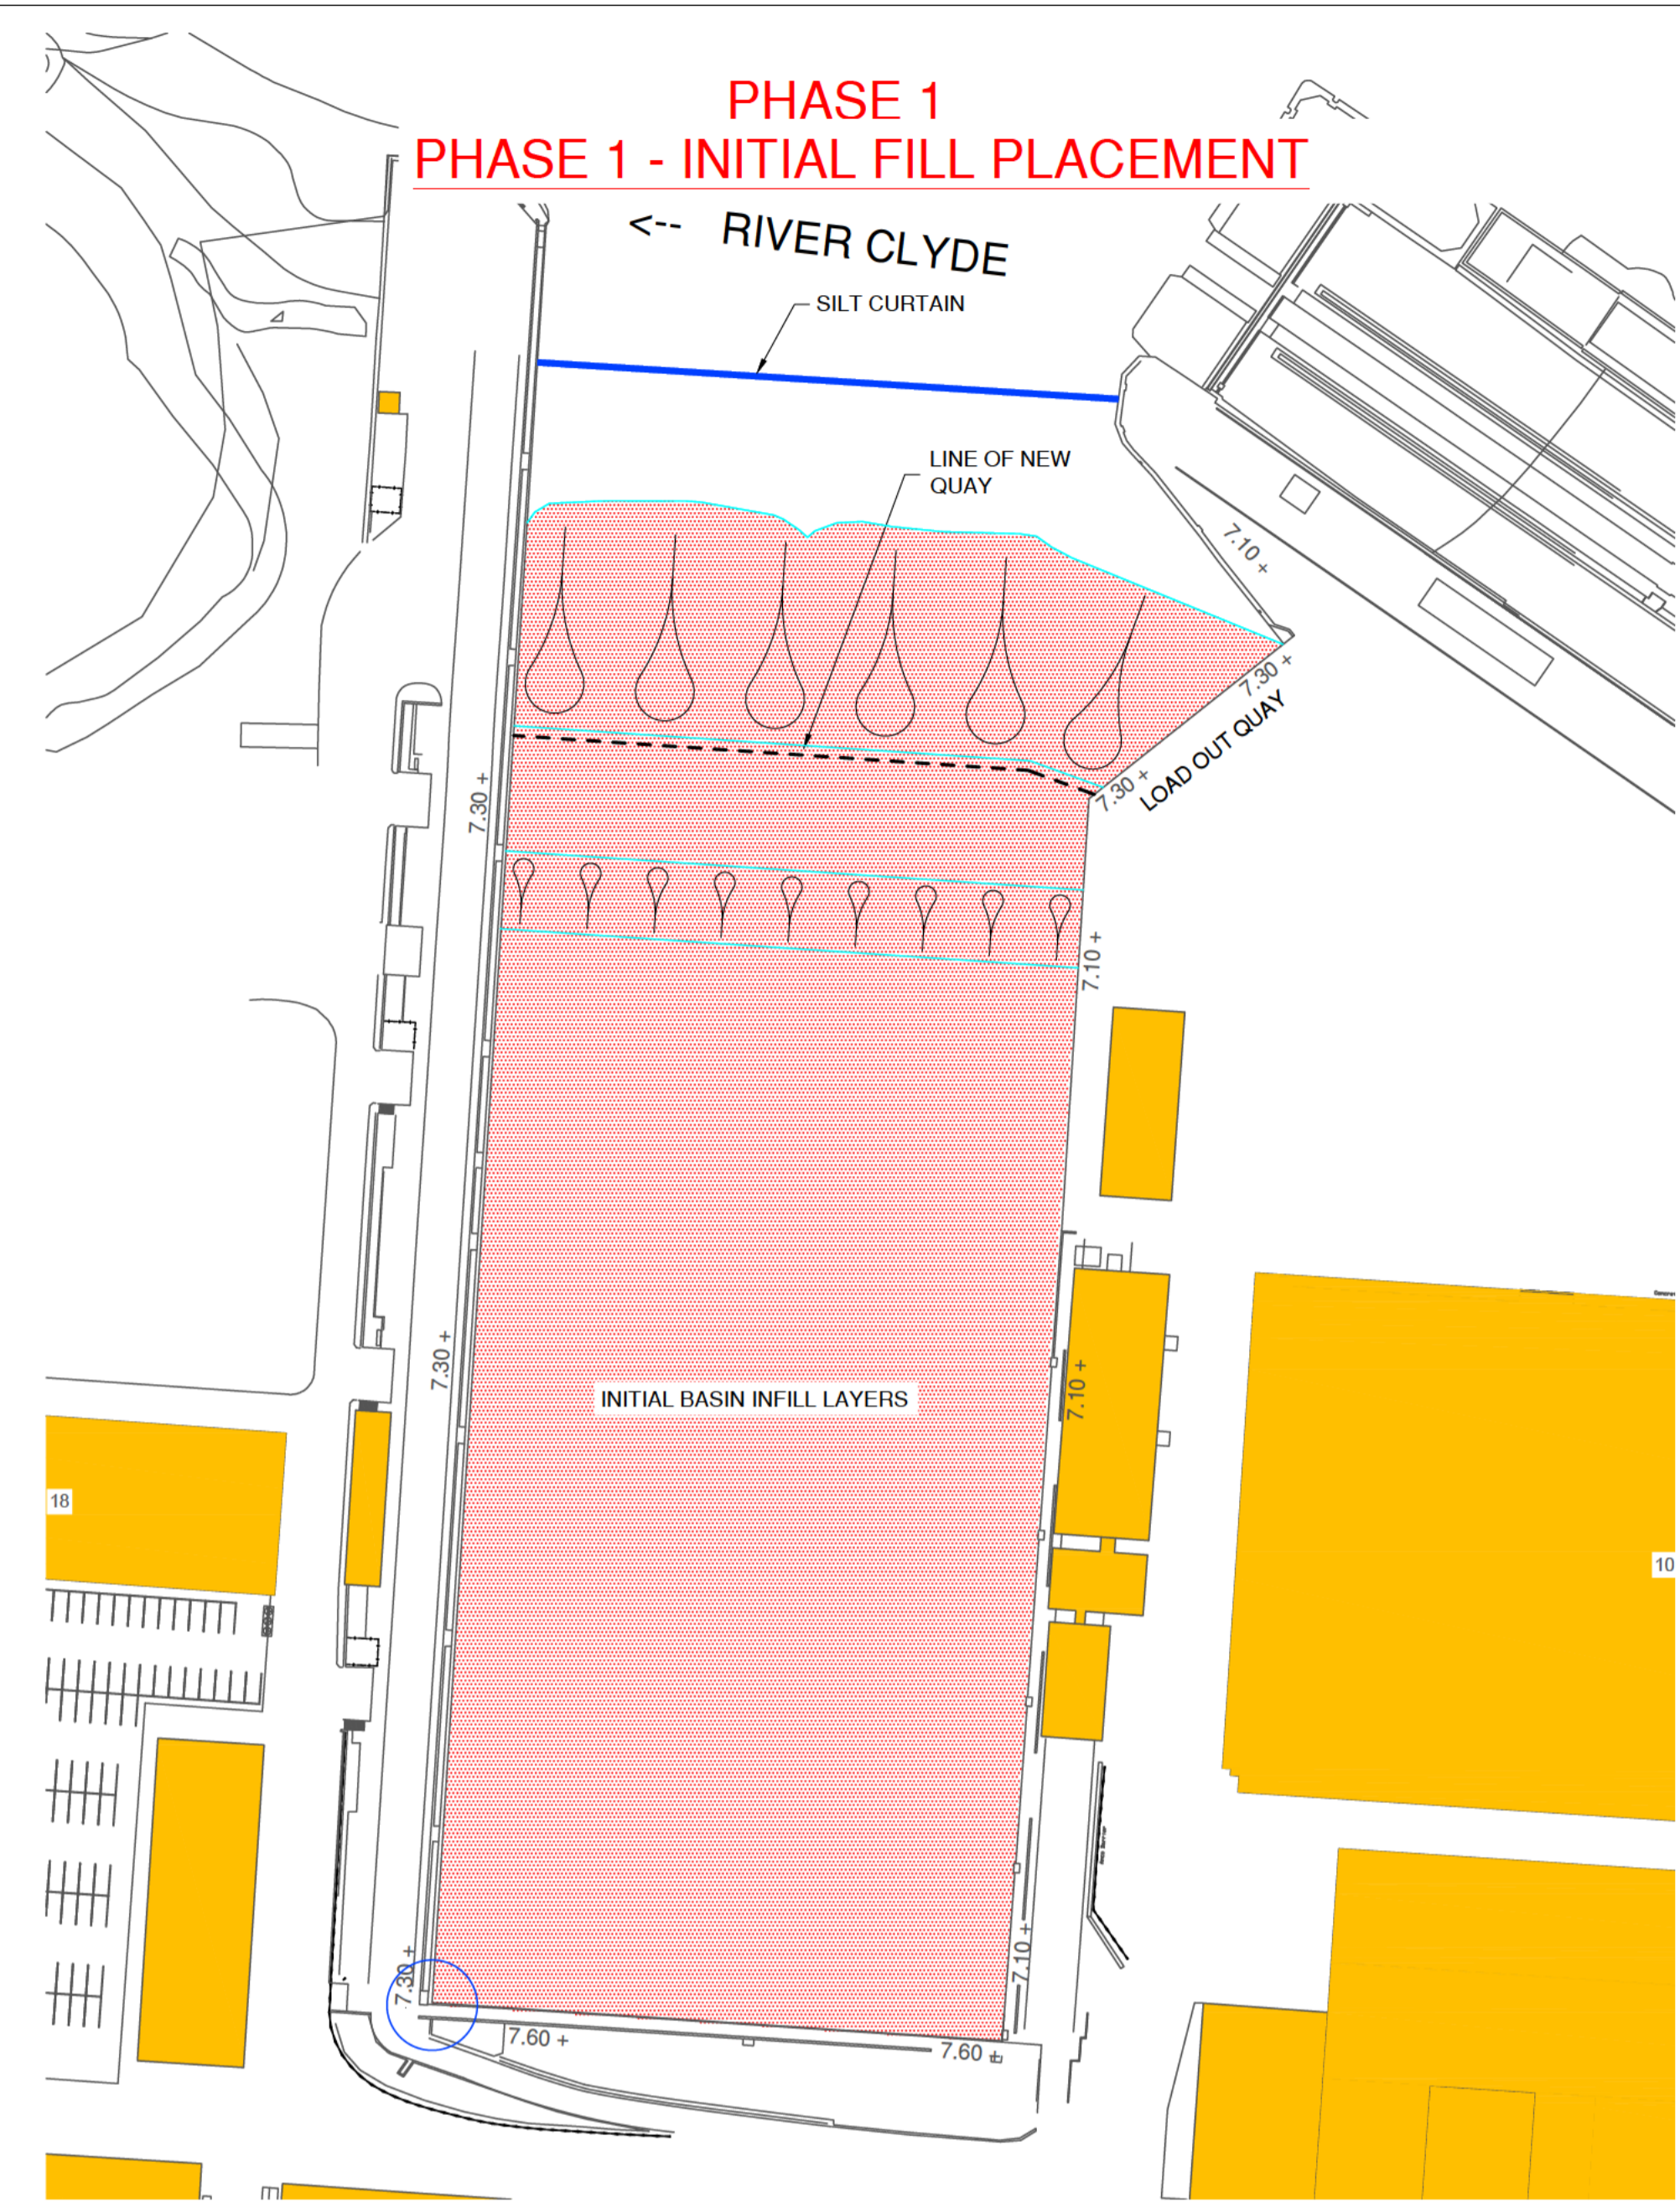 PHASE 1
PHASE 1 - INITIAL FILL PLACEMENT
<-- RIVER CLYDE
SILT CURTAIN
LINE OF NEW
QUAY
7.10 +
7.30 +
7.30 +
LOAD OUT QUAY
7.30 +
7.10 +
7.30 +
7.10 +
INITIAL BASIN INFILL LAYERS
18
10
7.30 +
7.10 +
7.60 +
7.60 +